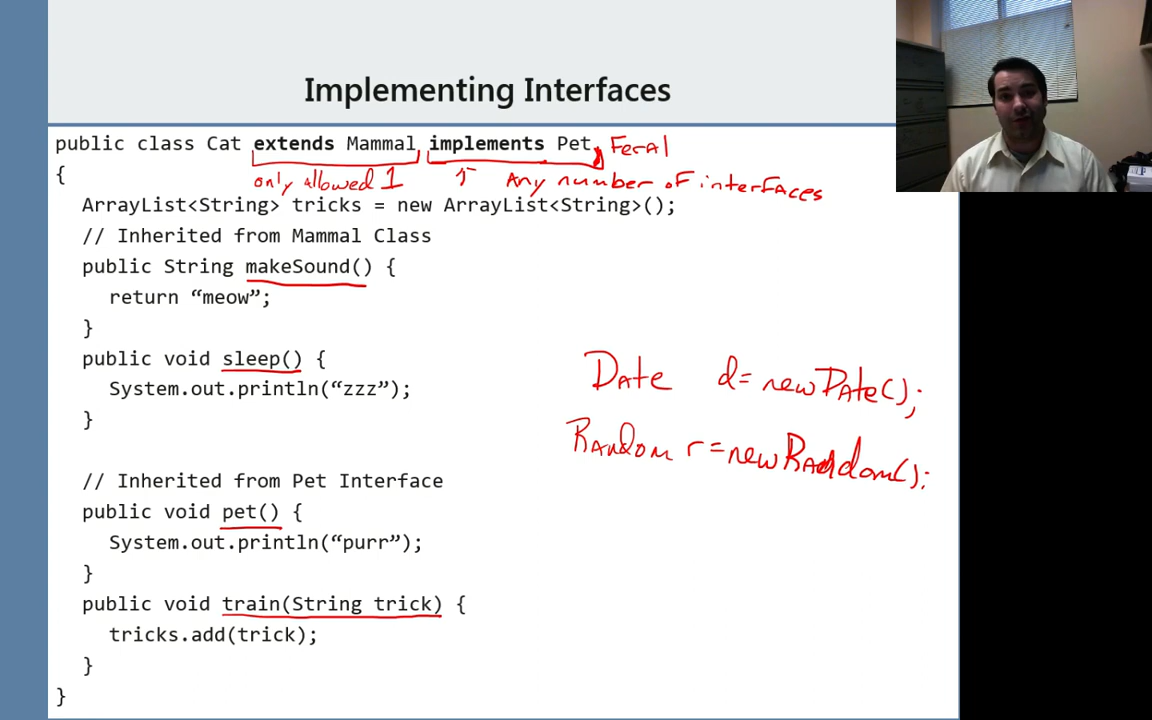 Implementing Interfaces
public class Cat extends Mammal implements Pet, Feral
{ only allowed 1 ↑ Any number of interfaces
ArrayList<String> tricks = new ArrayList<String>();
// Inherited from Mammal Class
public String makeSound() {
return “meow”;
}
public void sleep() {
System.out.println(“zzz”);
}
Date d= new Date();
Random r = new Random();
// Inherited from Pet Interface
public void pet() {
System.out.println(“purr”);
}
public void train(String trick) {
tricks.add(trick);
}
}